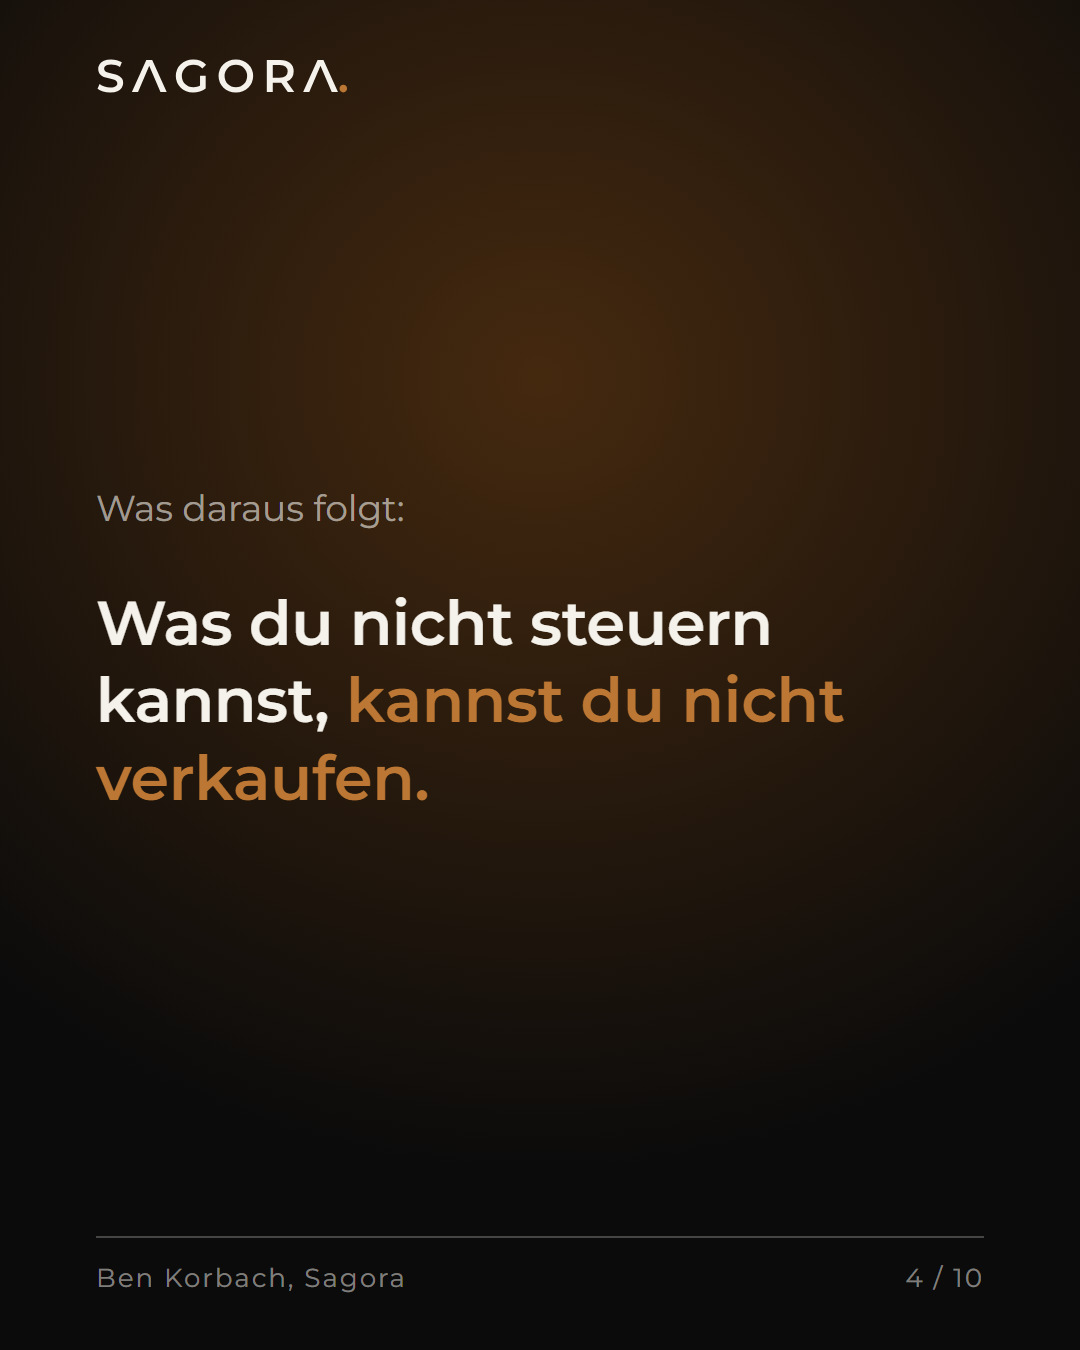 SAGORA.
Was daraus folgt:
Was du nicht steuern
kannst, kannst du nicht
verkaufen.
Ben Korbach, Sagora
4 / 10